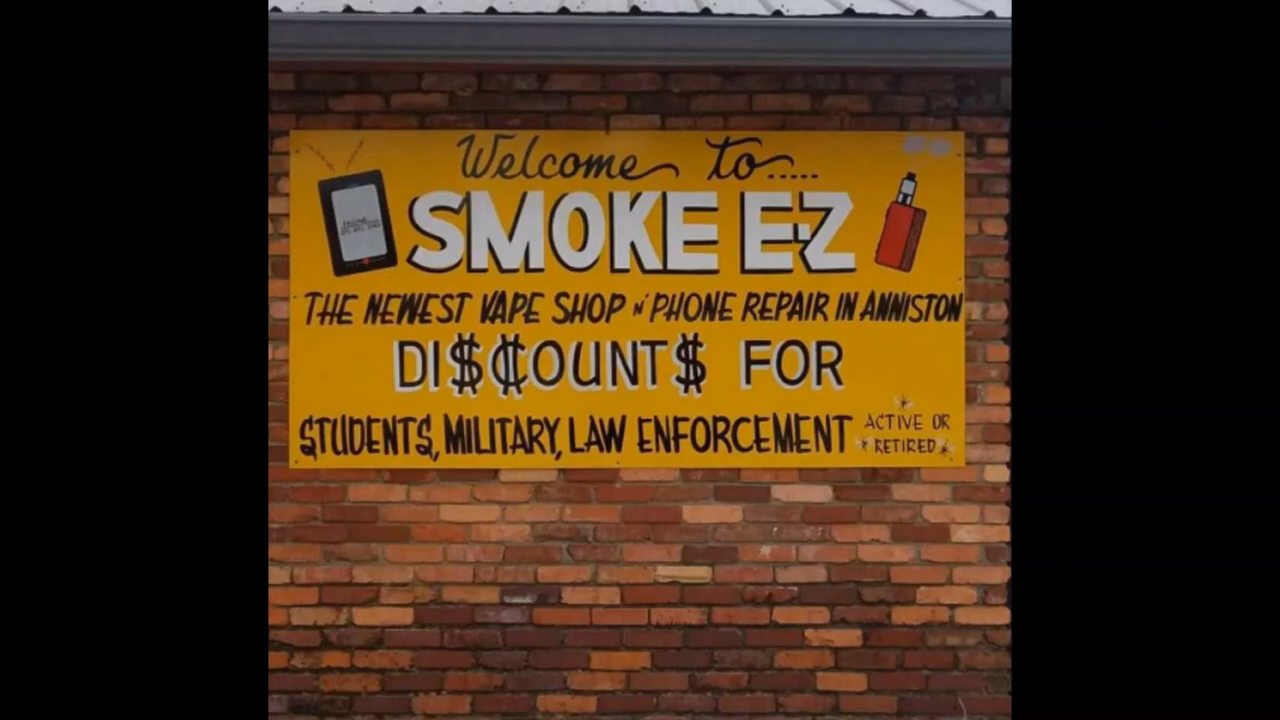 Welcome to.....
SMOKE E-Z
THE NEWEST VAPE SHOP N' PHONE REPAIR IN ANNISTON
DI$₵OUNT$ FOR
$TUDENT$, MILITARY, LAW ENFORCEMENT
ACTIVE OR
*RETIRED*